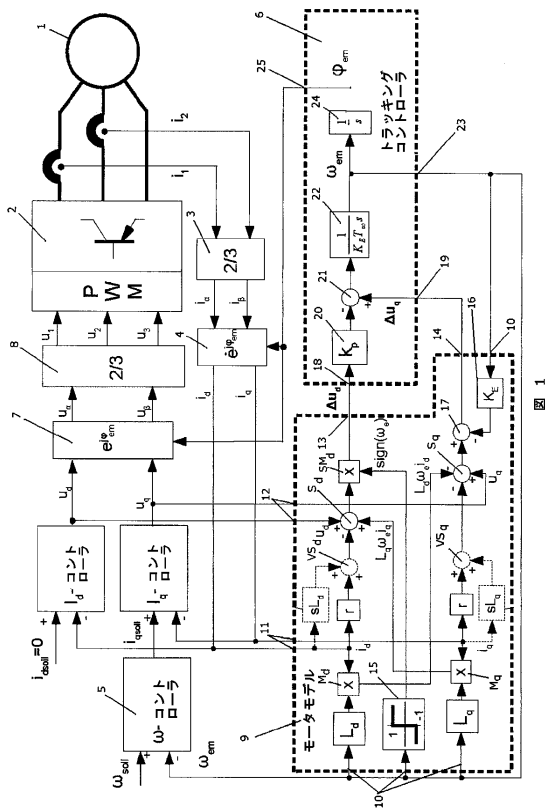 1
2
PWM
i₁
i₂
3
2/3
iα
iβ
4
ėjφem
u₁
u₂
u₃
8
2/3
uα
uβ
7
ejφem
ud
uq
12
idsoll=0
+
-
Id-コントローラ
Iq-コントローラ
iqsoll
5
ω-コントローラ
ωsoll
ωem
+
-
id
iq
11
6
25
24
φem
1/s
トラッキングコントローラ
ωem
22
1/KETms
23
21
20
Kp
18
Δud
19
Δuq
9
モータモデル
13
SMd
X
sign(ωe)
Sd
VSd
ud
Lqωeiq
sLd
r
id
Md
X
Ld
10
15
1
-1
14
16
10
KE
17
Sq
Ldωeid
uq
VSq
sLq
r
iq
X
Mq
Lq
10
図 1